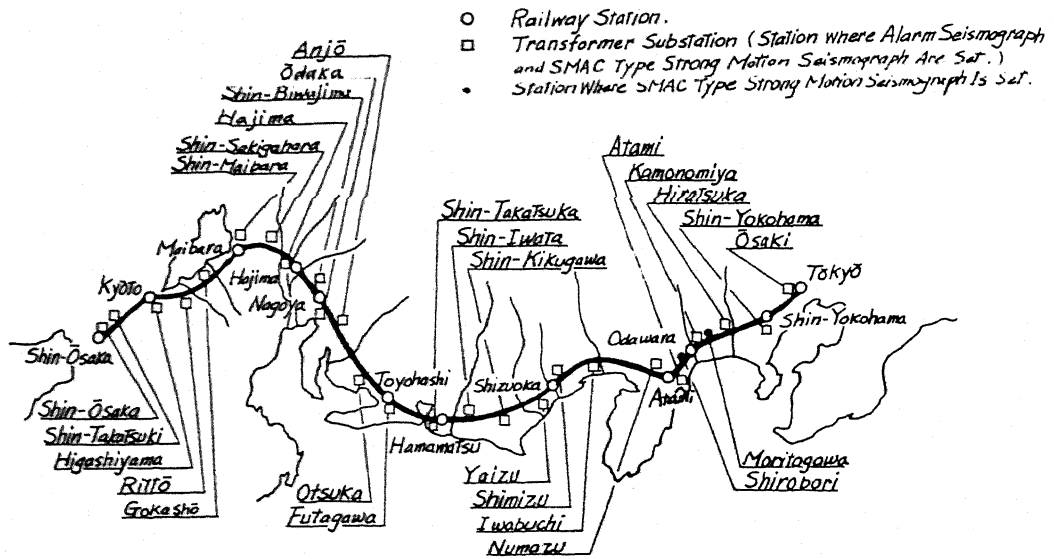 Railway Station.
Transformer Substation (Station where Alarm Seismograph
and SMAC Type Strong Motion Seismograph Are Set.)
Station Where SMAC Type Strong Motion Seismograph Is Set.
Anjō
Ōdaka
Shin-Biwajima
Hajima
Shin-Sekigahara
Shin-Maibara
Atami
Kamonomiya
Hiratsuka
Shin-Yokohama
Ōsaki
Shin-Takatsuka
Shin-Iwata
Shin-Kikugawa
Maibara
Hajima
Kyōto
Nagoya
Tōkyō
Shin-Yokohama
Odawara
Shin-Ōsaka
Toyohashi
Shizuoka
Atami
Hamamatsu
Shin-Ōsaka
Shin-Takatsuki
Higashiyama
Rittō
Gokashō
Otsuka
Futagawa
Yaizu
Shimizu
Iwabuchi
Numazu
Moritogawa
Shirobori